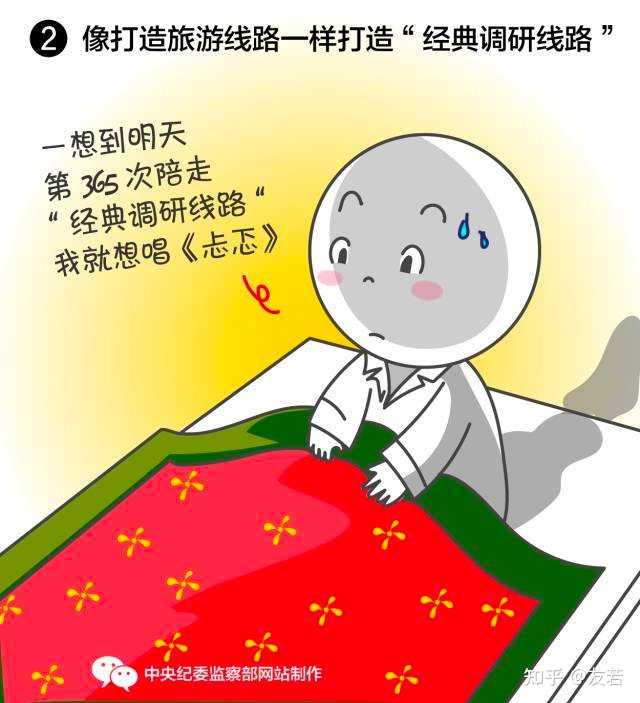 2 像打造旅游线路一样打造“经典调研线路”
一想到明天
第365次陪走
“经典调研线路“
我就想唱《忐忑》
中央纪委监察部网站制作
知乎 @友若